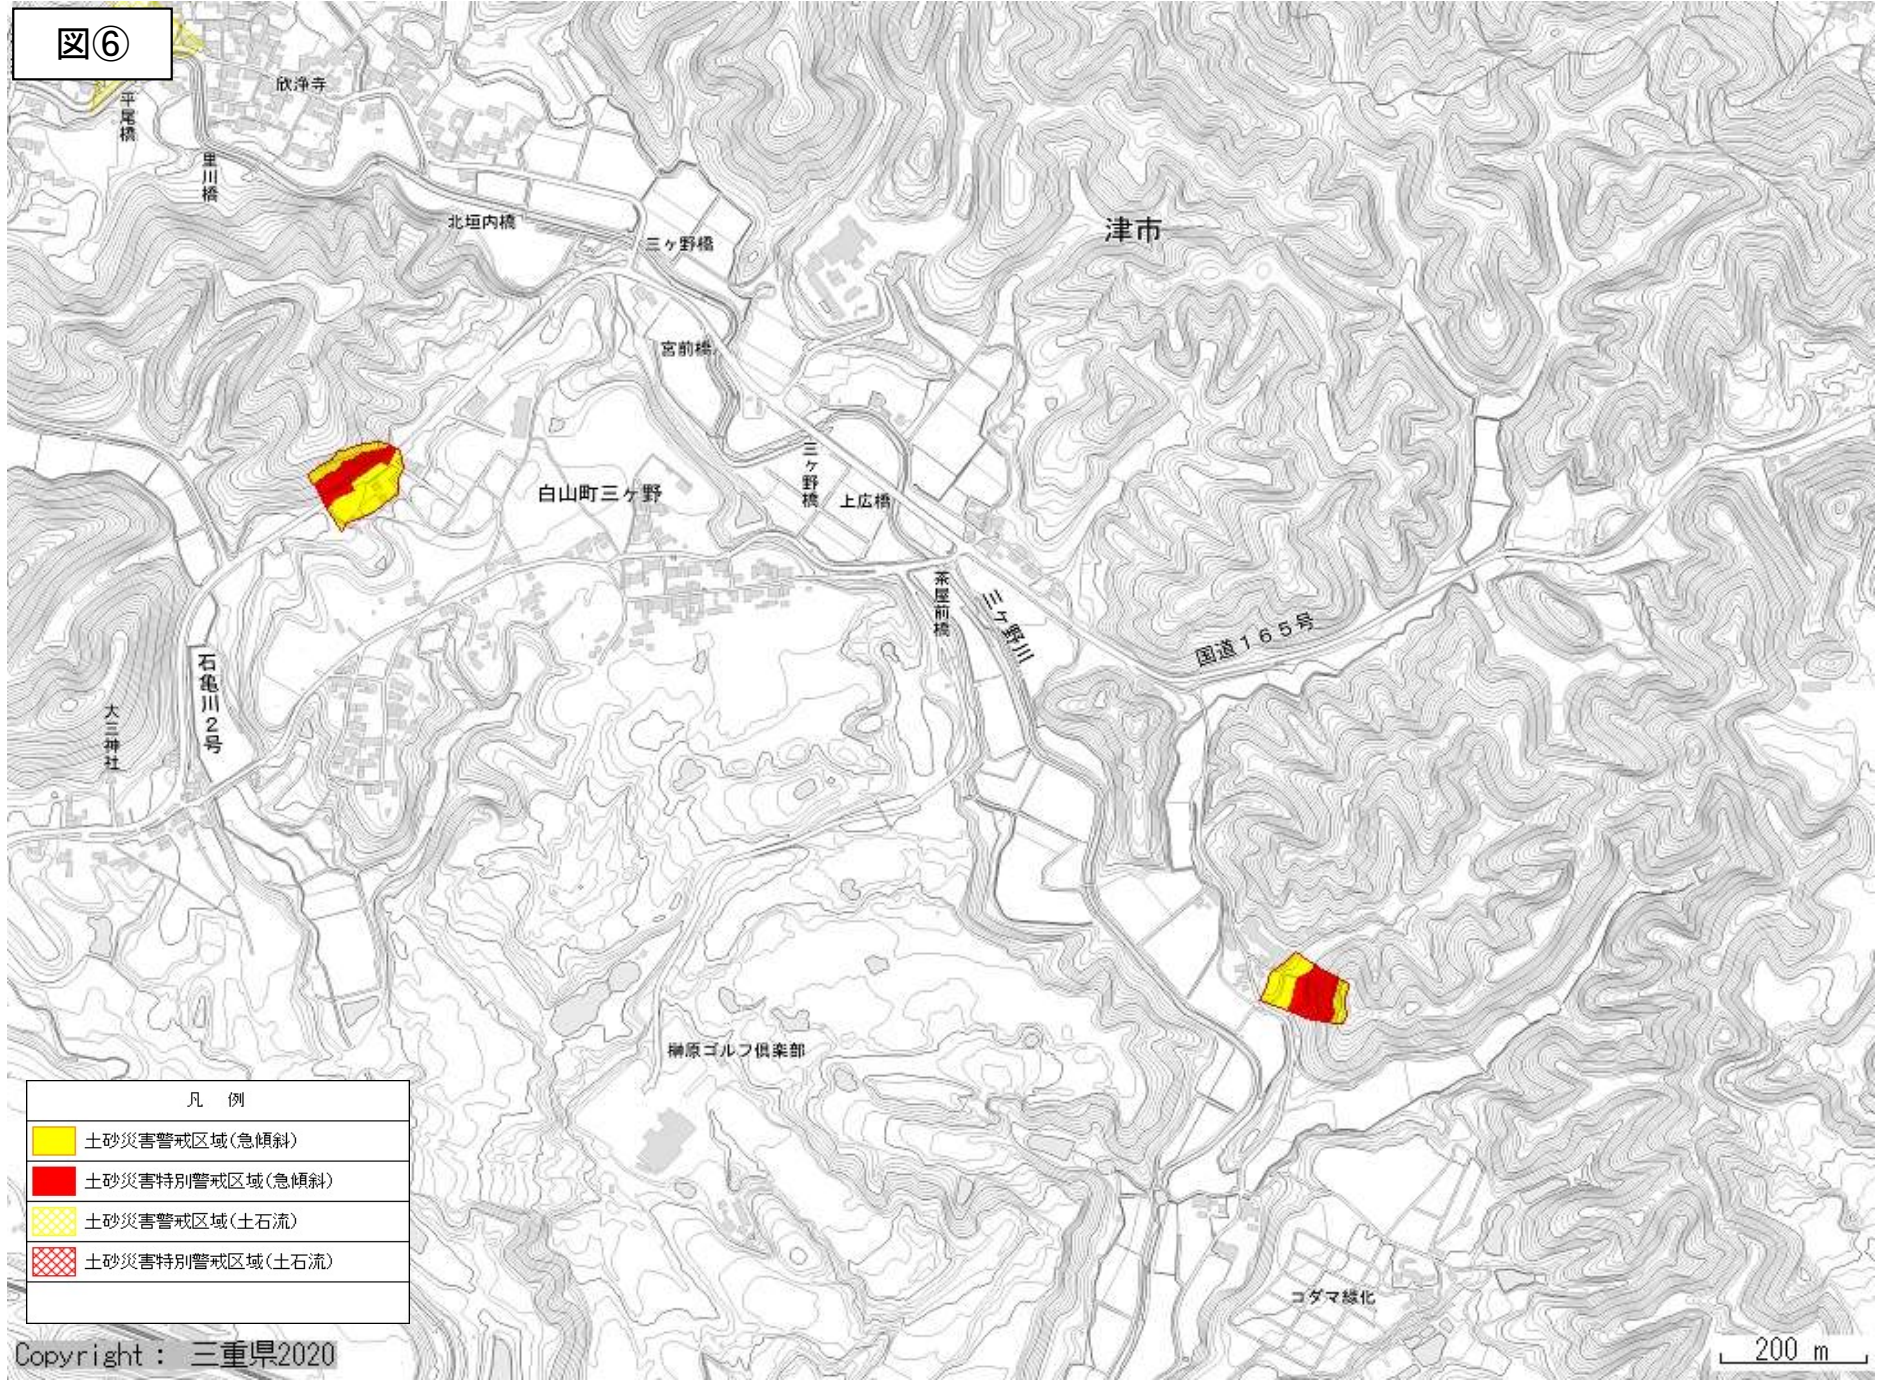 図⑥
欣浄寺
平尾橋
里川橋
北垣内橋
三ヶ野橋
津市
宮前橋
三ヶ野橋
白山町三ヶ野
上広橋
茶屋前橋
三ヶ野川
国道165号
石亀川2号
大三神社
榊原ゴルフ倶楽部
コダマ緑化
凡 例
土砂災害警戒区域(急傾斜)
土砂災害特別警戒区域(急傾斜)
土砂災害警戒区域(土石流)
土砂災害特別警戒区域(土石流)
Copyright : 三重県2020
200 m